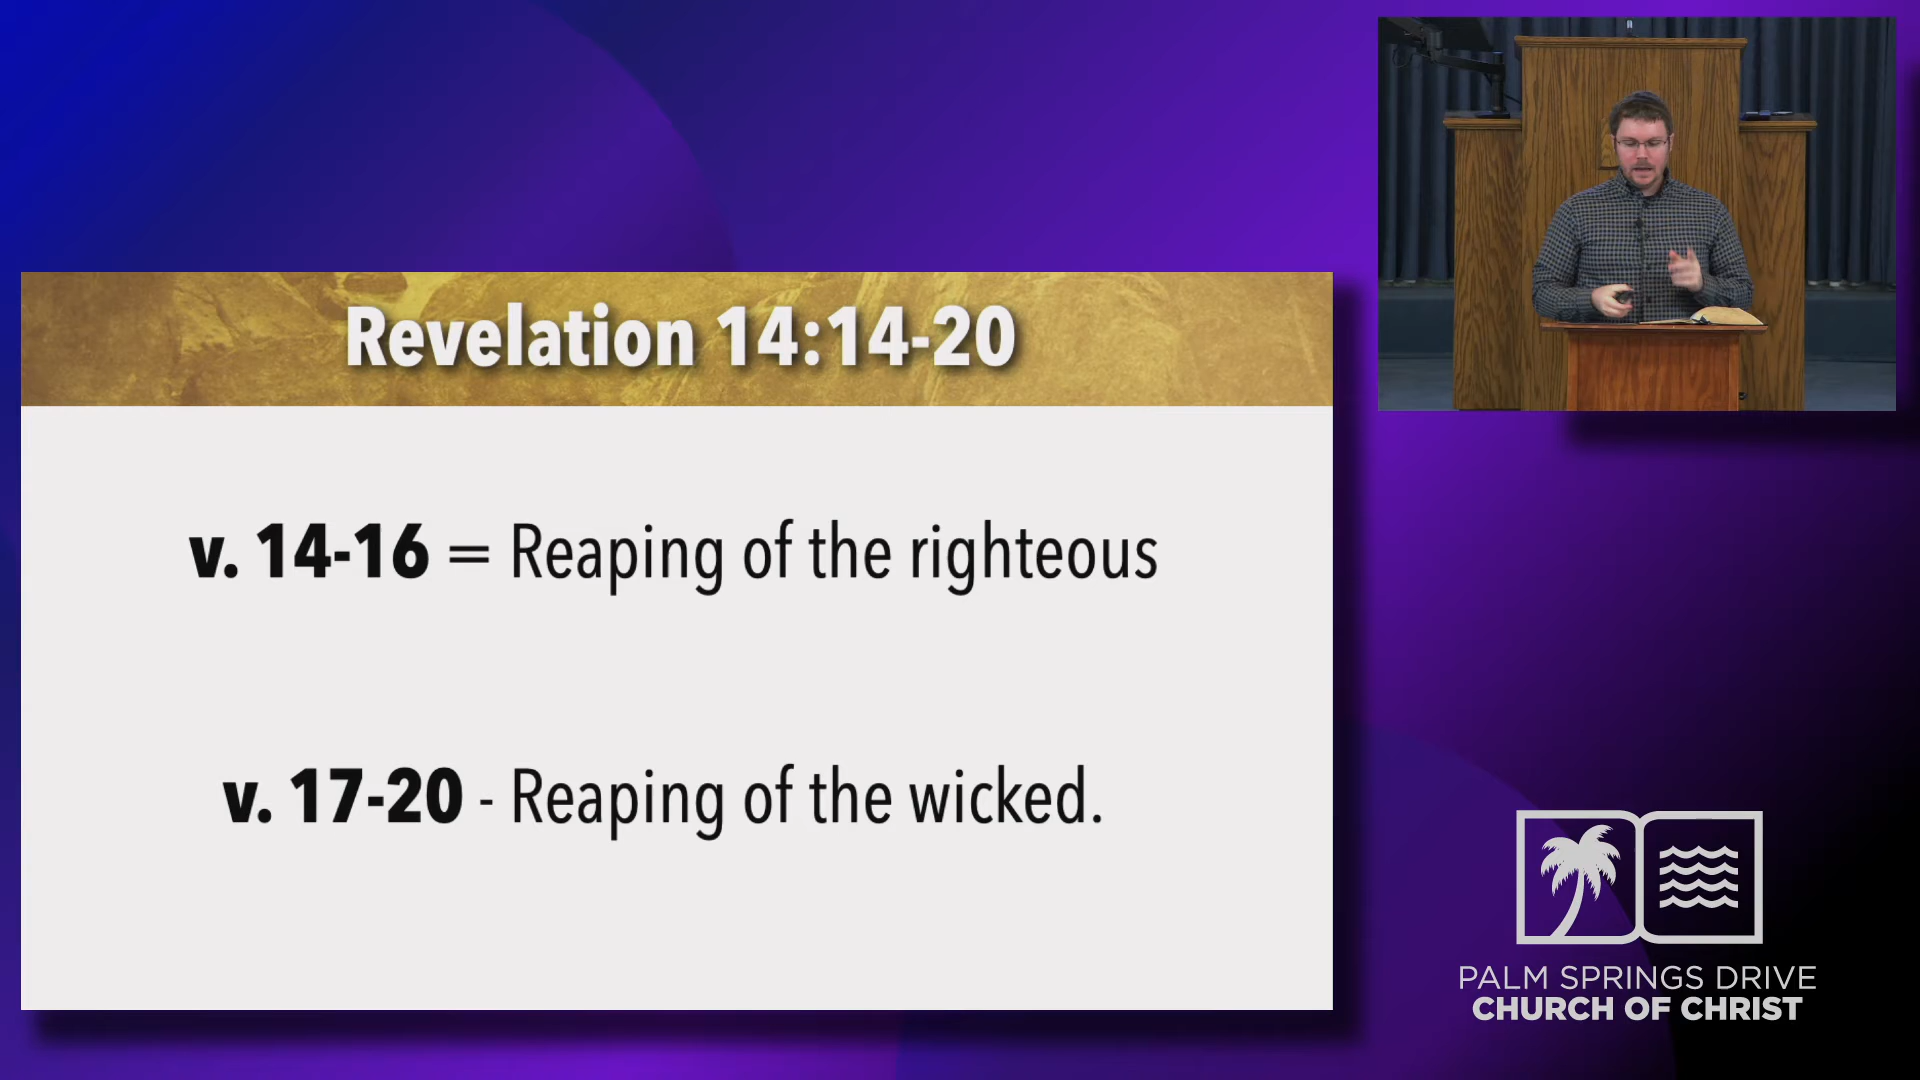 Revelation 14:14-20
v. 14-16 = Reaping of the righteous
v. 17-20 - Reaping of the wicked.
PALM SPRINGS DRIVE
CHURCH OF CHRIST